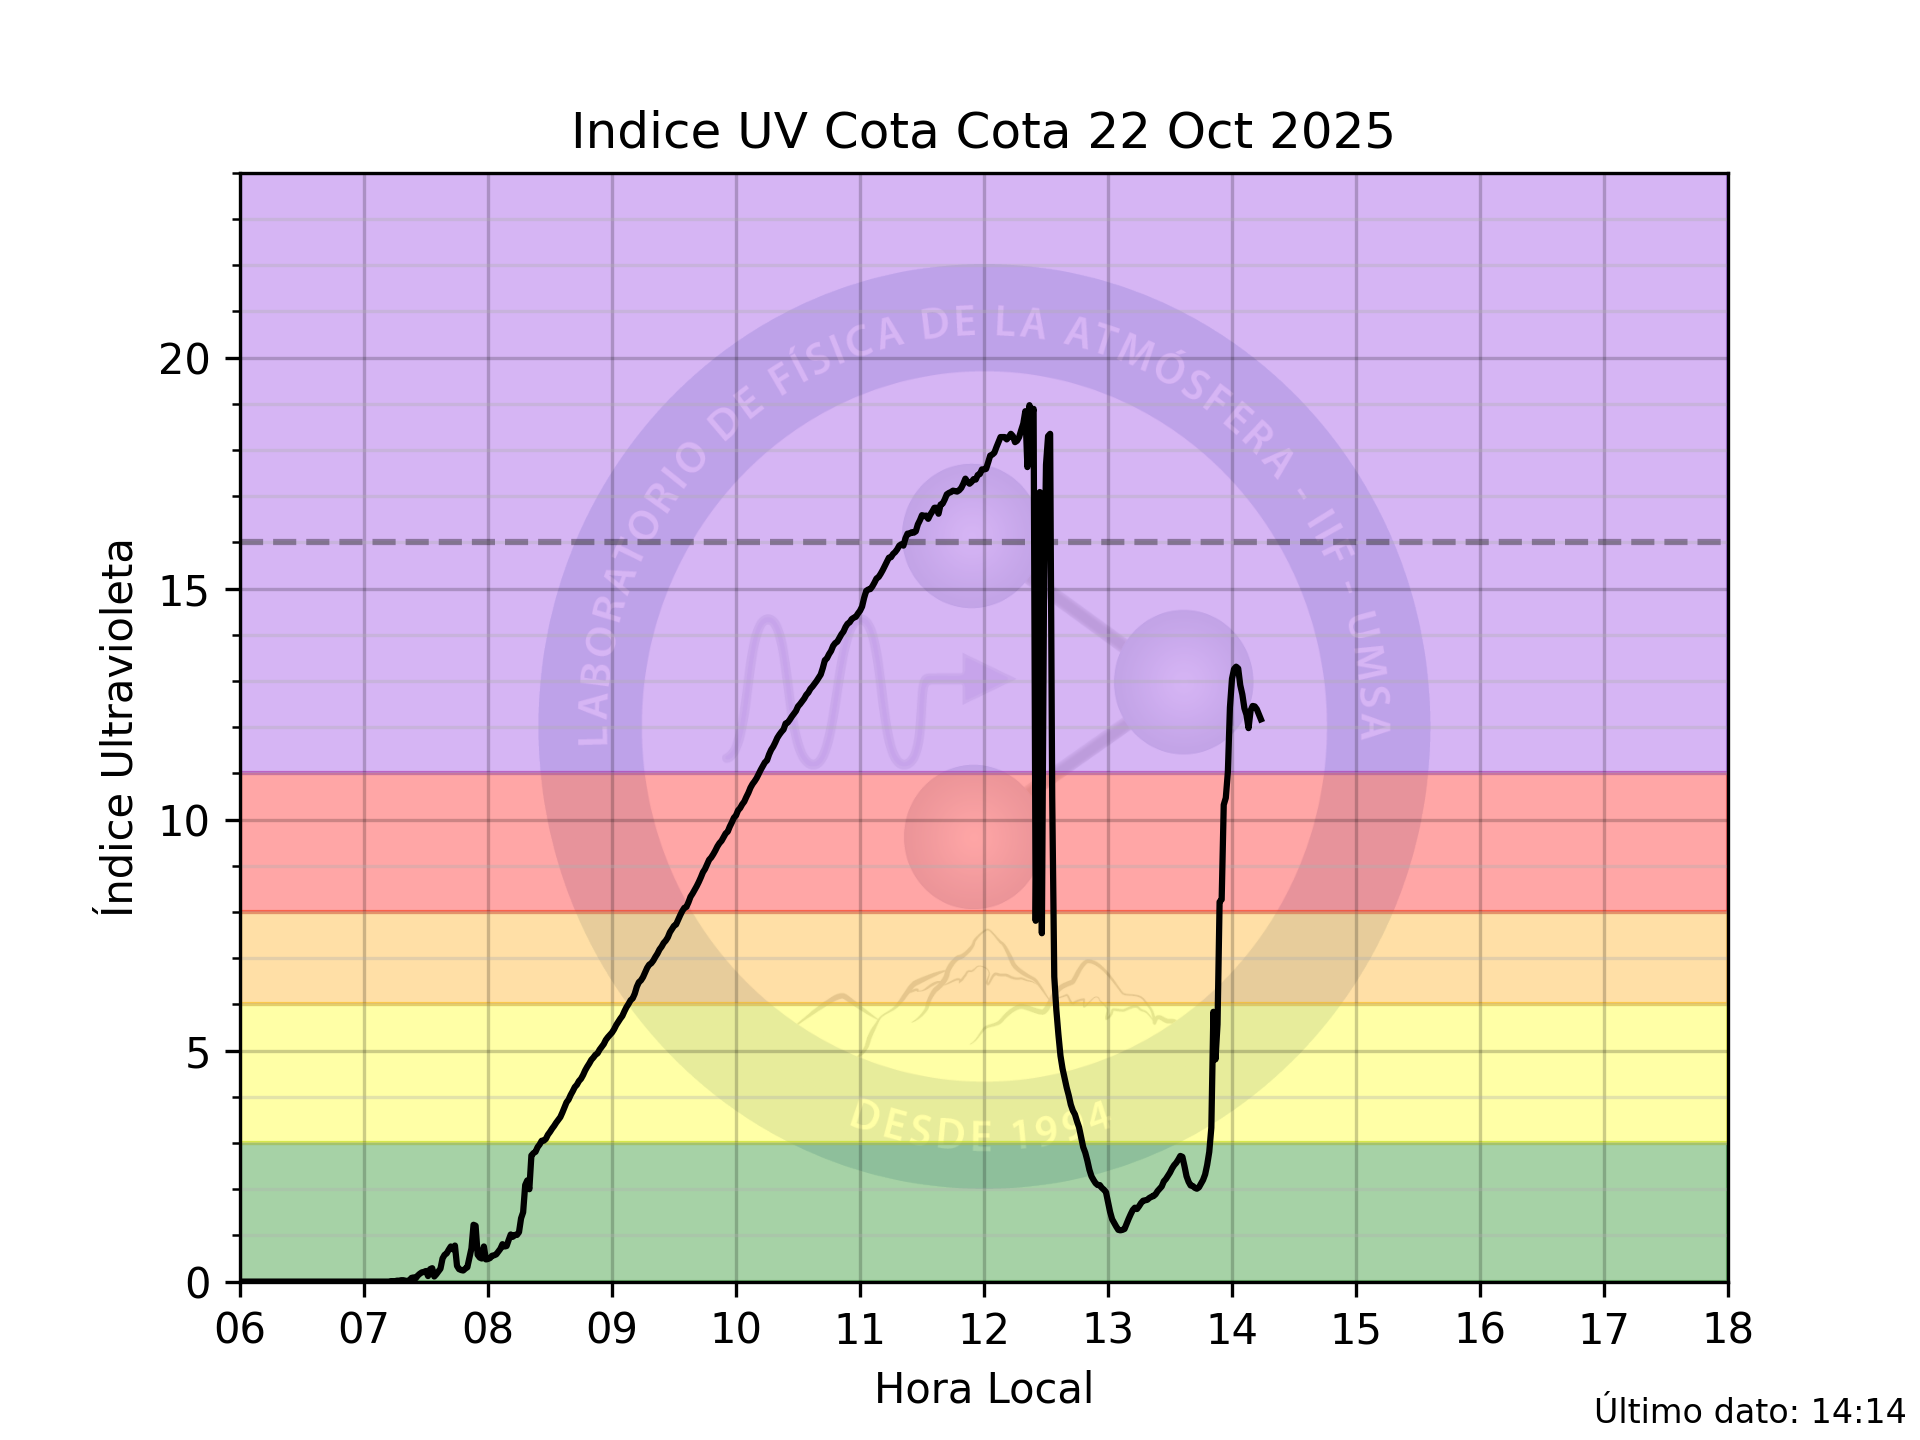 Indice UV Cota Cota 22 Oct 2025
LABORATORIO DE FÍSICA DE LA ATMÓSFERA - IIF - UMSA
DESDE 1994
Índice Ultravioleta
20
15
10
5
0
06 07 08 09 10 11 12 13 14 15 16 17 18
Hora Local
Último dato: 14:14